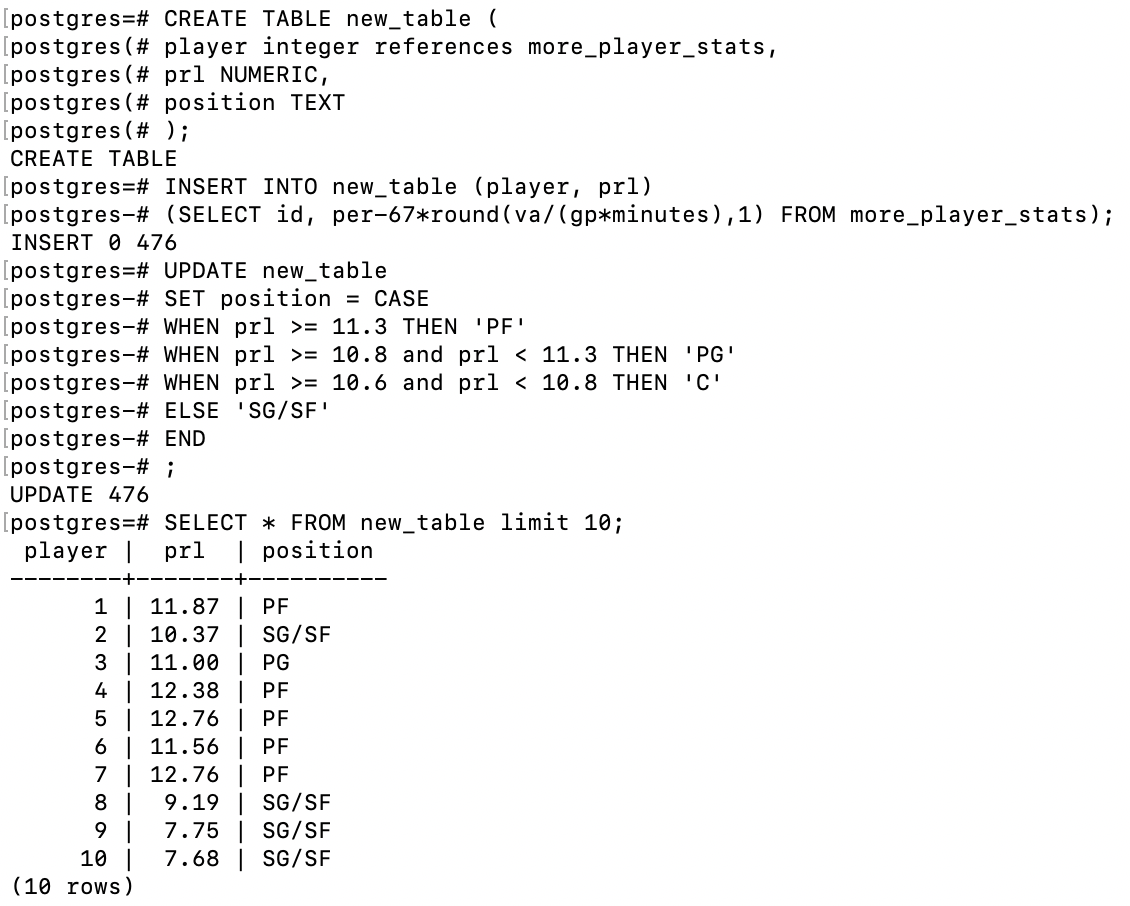 [postgres=# CREATE TABLE new_table (
[postgres(# player integer references more_player_stats,
[postgres(# prl NUMERIC,
[postgres(# position TEXT
[postgres(# );
CREATE TABLE
[postgres=# INSERT INTO new_table (player, prl)
[postgres-# (SELECT id, per-67*round(va/(gp*minutes),1) FROM more_player_stats);
INSERT 0 476
[postgres=# UPDATE new_table
[postgres-# SET position = CASE
[postgres-# WHEN prl >= 11.3 THEN 'PF'
[postgres-# WHEN prl >= 10.8 and prl < 11.3 THEN 'PG'
[postgres-# WHEN prl >= 10.6 and prl < 10.8 THEN 'C'
[postgres-# ELSE 'SG/SF'
[postgres-# END
[postgres-# ;
UPDATE 476
[postgres=# SELECT * FROM new_table limit 10;
 player |  prl  | position
--------+-------+----------
      1 | 11.87 | PF
      2 | 10.37 | SG/SF
      3 | 11.00 | PG
      4 | 12.38 | PF
      5 | 12.76 | PF
      6 | 11.56 | PF
      7 | 12.76 | PF
      8 |  9.19 | SG/SF
      9 |  7.75 | SG/SF
     10 |  7.68 | SG/SF
(10 rows)